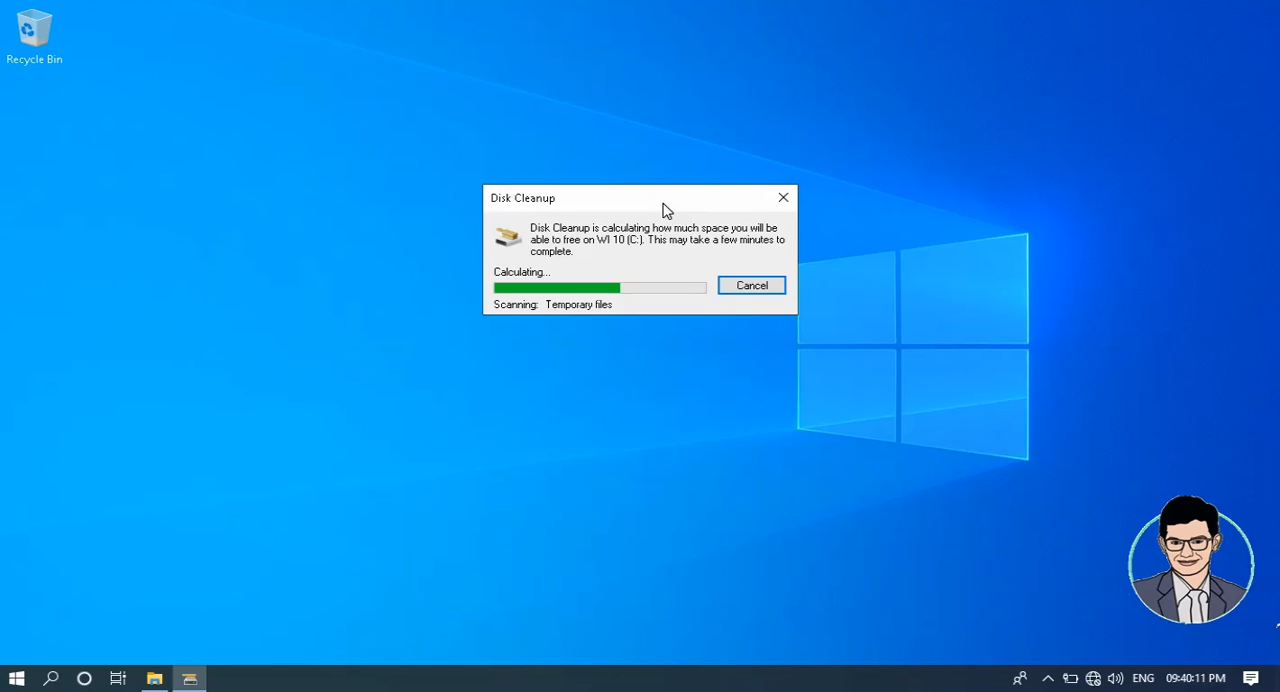 Recycle Bin
Disk Cleanup
Disk Cleanup is calculating how much space you will be
able to free on WI 10 (C:). This may take a few minutes to
complete.
Calculating...
Cancel
Scanning: Temporary files
ENG
09:40:11 PM